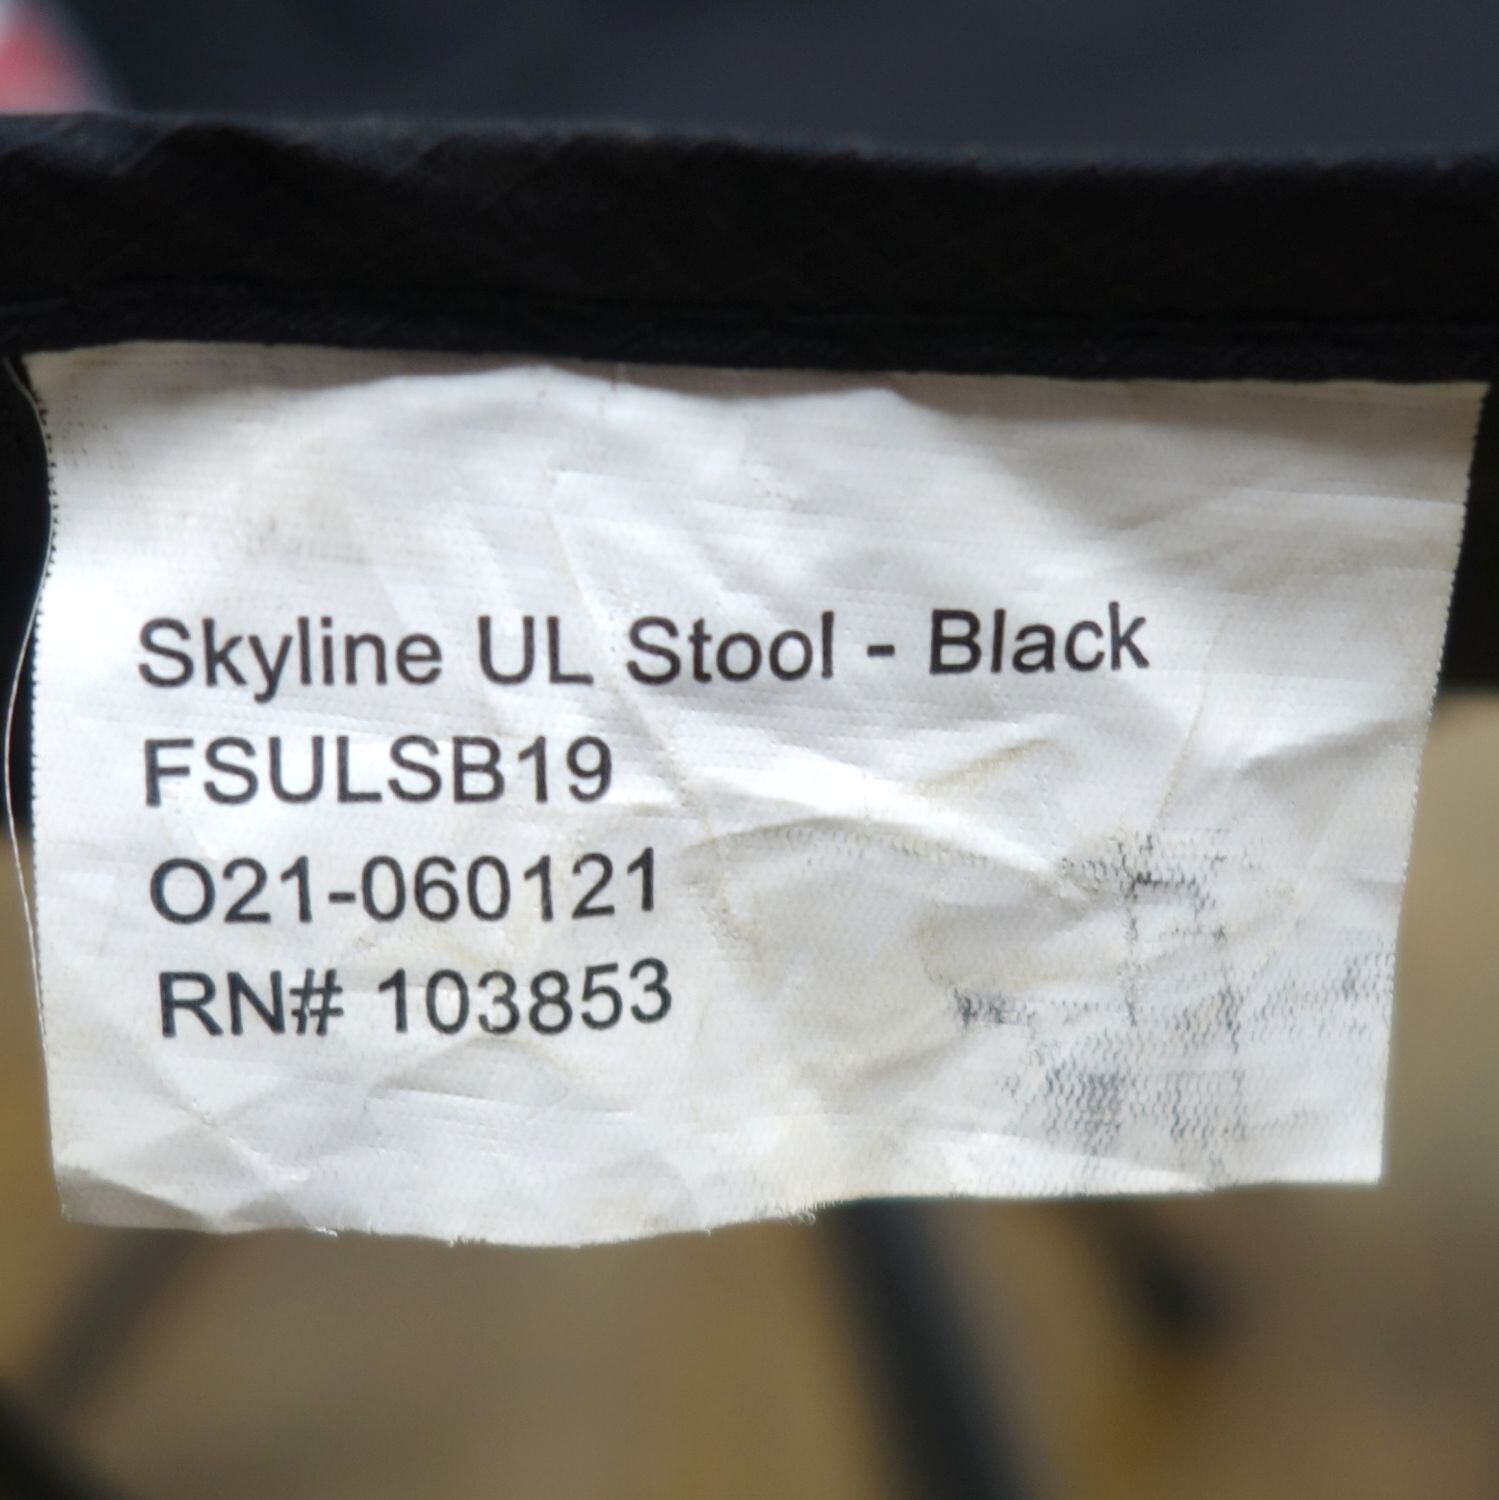 Skyline UL Stool - Black
FSULSB19
O21-060121
RN# 103853